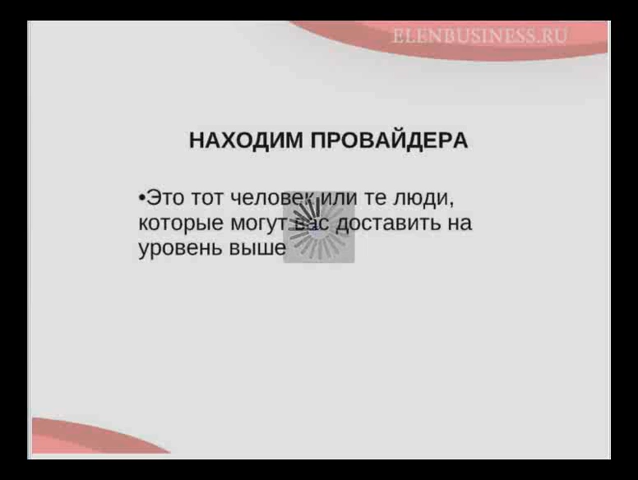 ELENBUSINESS.RU
НАХОДИМ ПРОВАЙДЕРА
•Это тот человек или те люди,
которые могут вас доставить на
уровень выше